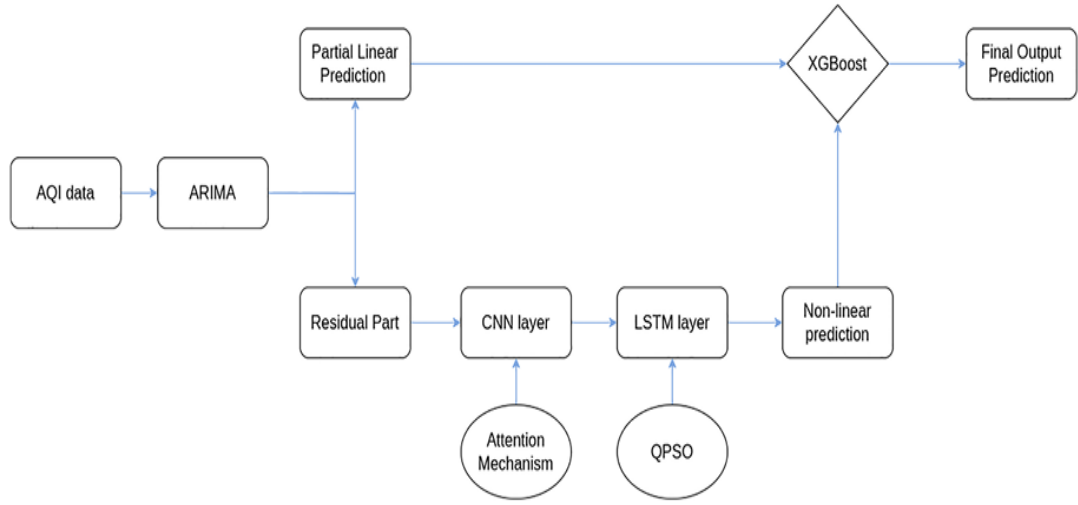 Partial Linear
Prediction
XGBoost
Final Output
Prediction
AQI data
ARIMA
Residual Part
CNN layer
LSTM layer
Non-linear
prediction
Attention
Mechanism
QPSO